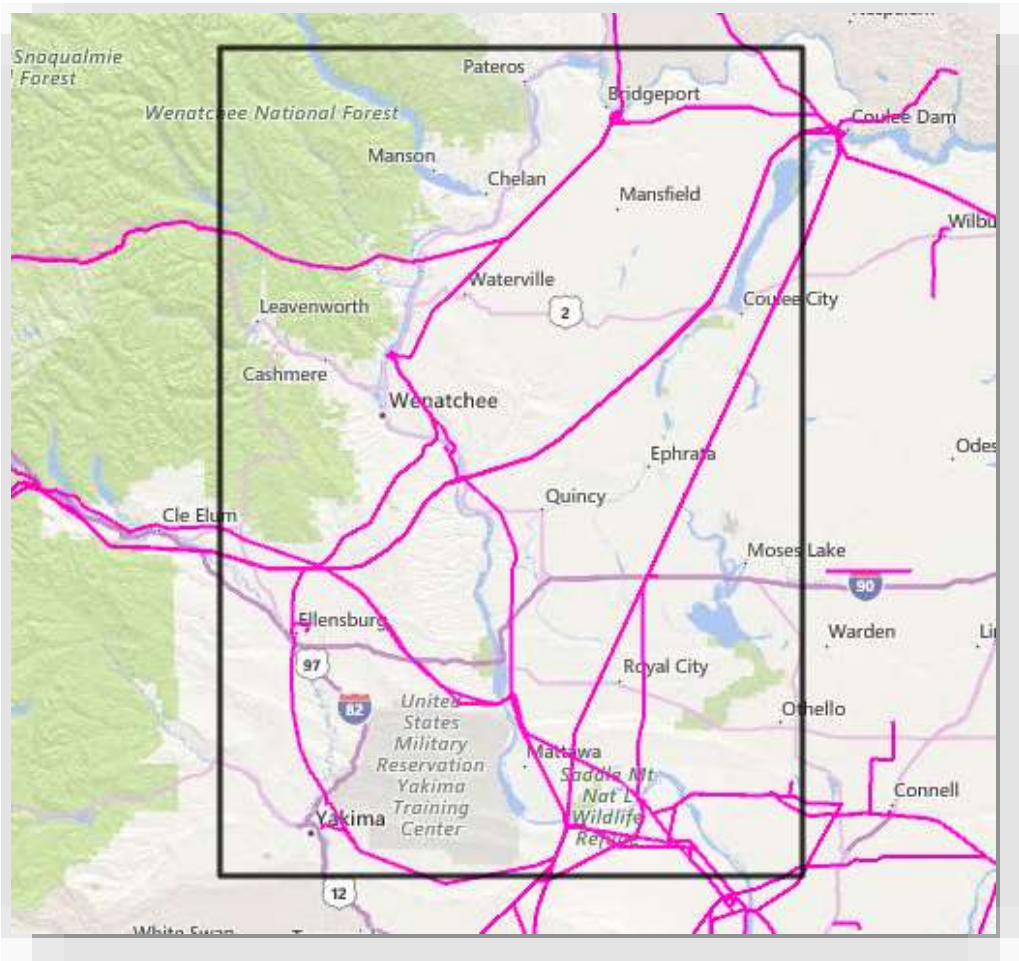 Snoqualmie
l Forest
Pateros
Bridgeport
Wenatchee National Forest
Coulee Dam
Manson
Chelan
Mansfield
Waterville
Leavenworth
Coulee City
2
Cashmere
Wenatchee
Ephrata
Quincy
Cle Elum
Moses Lake
90
Ellensburg
Warden
97
Royal City
82
United
States
Military
Reservation
Yakima
Training
Center
Othello
Mattawa
Saddle Mt
Nat'L
Wildlife
Refuge
Connell
Yakima
12
White Swan